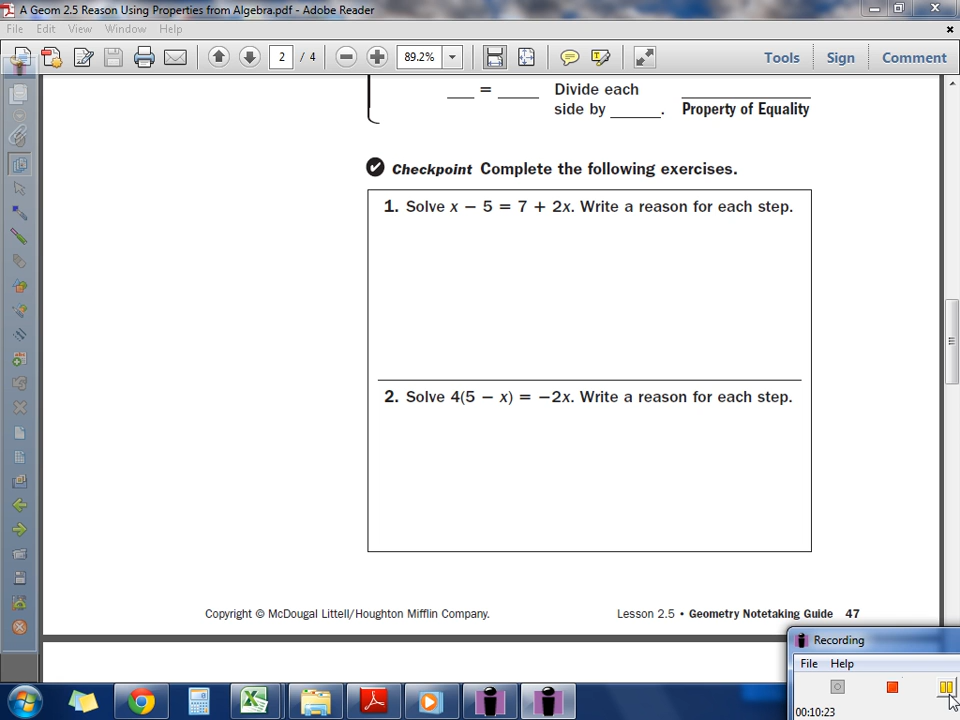 A Geom 2.5 Reason Using Properties from Algebra.pdf - Adobe Reader
File Edit View Window Help
2 / 4 89.2% Tools Sign Comment
___ = ____ Divide each
side by _____. Property of Equality
Checkpoint Complete the following exercises.
1. Solve x − 5 = 7 + 2x. Write a reason for each step.
2. Solve 4(5 − x) = −2x. Write a reason for each step.
Copyright © McDougal Littell/Houghton Mifflin Company. Lesson 2.5 • Geometry Notetaking Guide 47
Recording
File Help
00:10:23